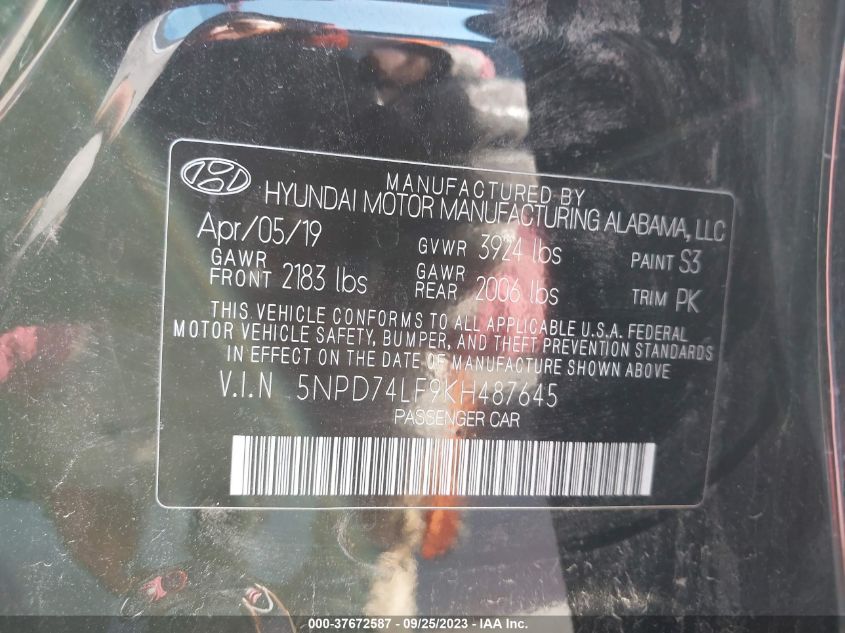 MANUFACTURED BY
HYUNDAI MOTOR MANUFACTURING ALABAMA, LLC
Apr/05/19 GVWR 3924 lbs PAINT S3
GAWR FRONT 2183 lbs GAWR REAR 2006 lbs TRIM PK
THIS VEHICLE CONFORMS TO ALL APPLICABLE U.S.A. FEDERAL
MOTOR VEHICLE SAFETY, BUMPER, AND THEFT PREVENTION STANDARDS
IN EFFECT ON THE DATE OF MANUFACTURE SHOWN ABOVE
V.I.N 5NPD74LF9KH487645
PASSENGER CAR
000-37672587 - 09/25/2023 - IAA Inc.